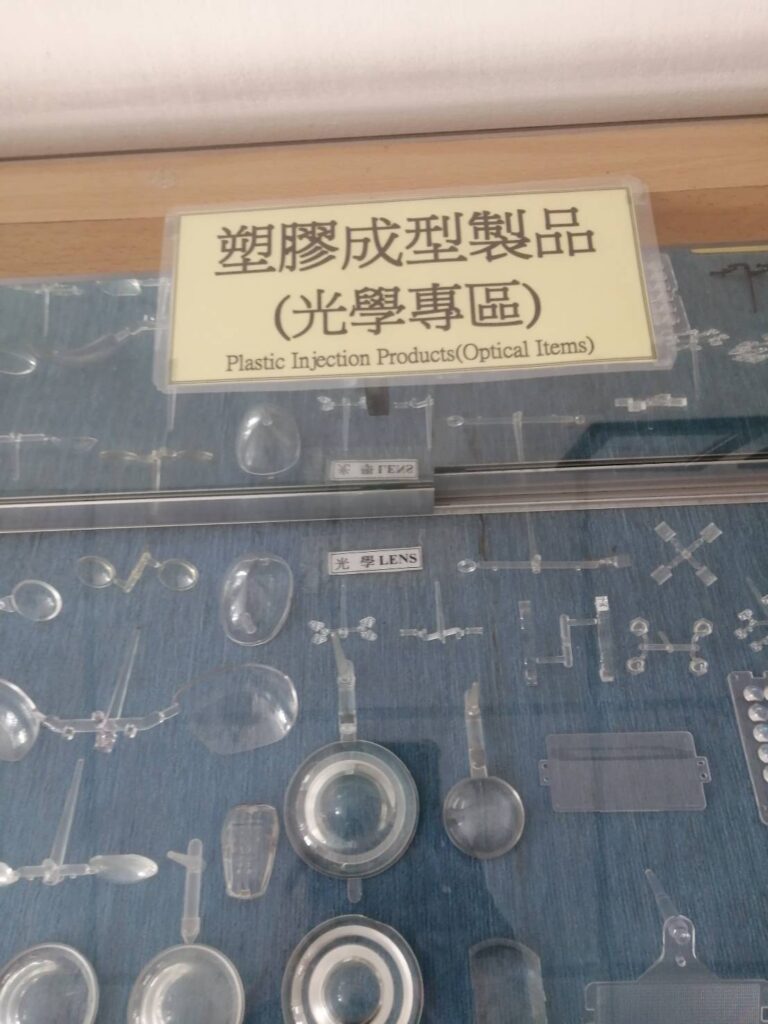 塑膠成型製品
(光學專區)
Plastic Injection Products(Optical Items)
光 學 LENS